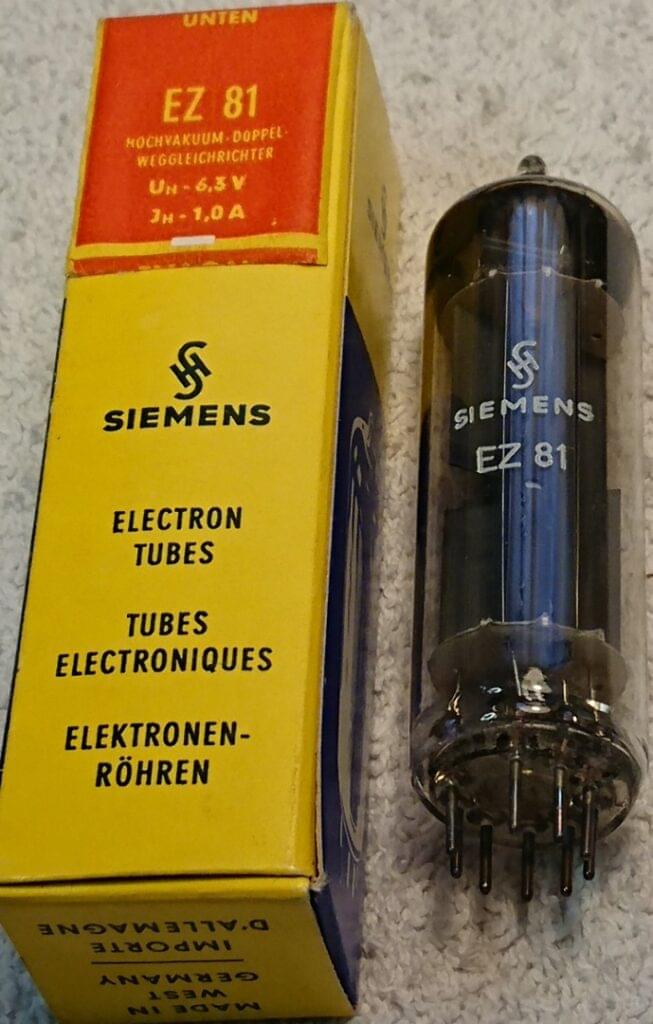 UNTEN
EZ 81
HOCHVAKUUM-DOPPEL-
WEGGLEICHRICHTER
UH - 6,3 V
JH - 1,0 A
SIEMENS
ELECTRON
TUBES
TUBES
ELECTRONIQUES
ELEKTRONEN-
RÖHREN
MADE IN
WEST
GERMANY
IMPORTE
D'ALLEMAGNE
SIEMENS
EZ 81